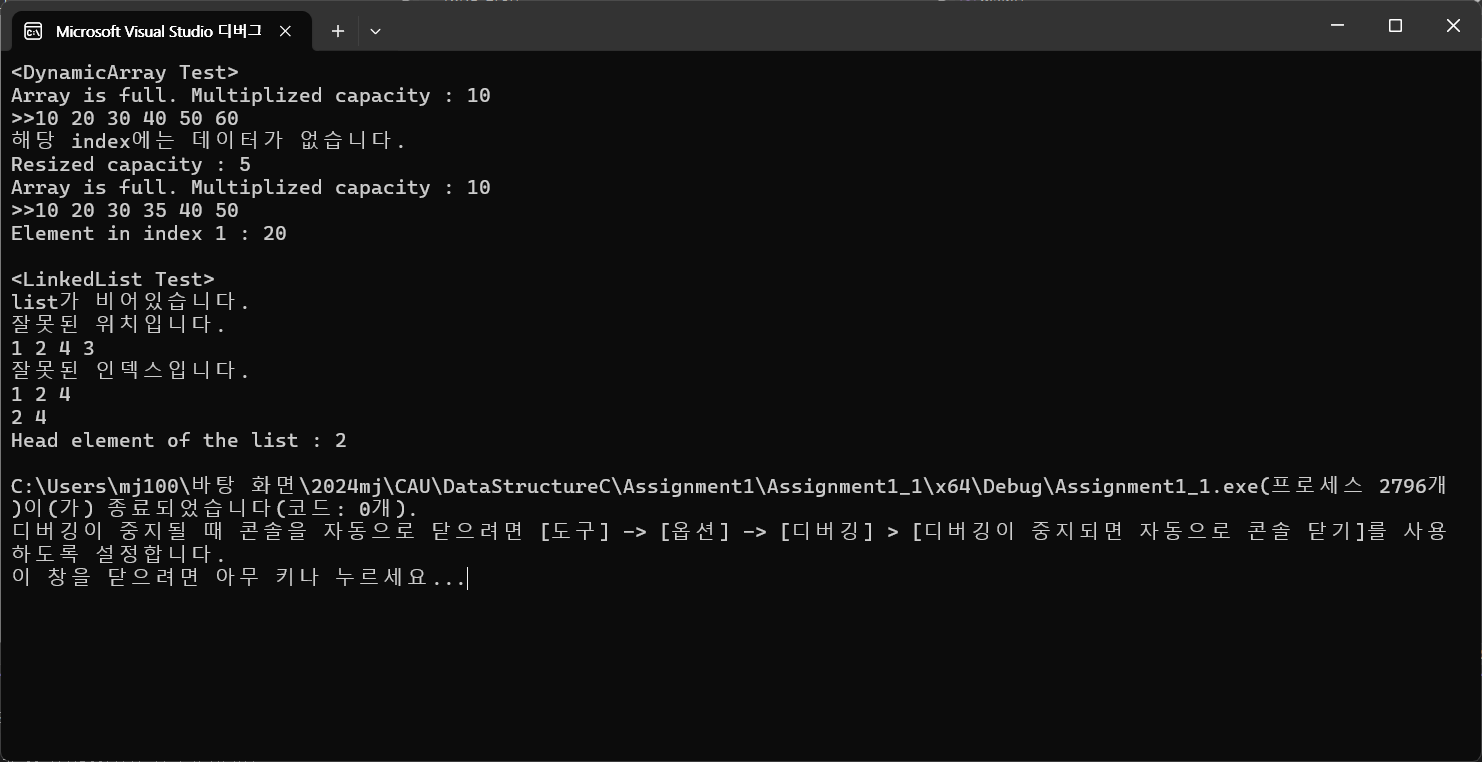 Microsoft Visual Studio 디버그
<DynamicArray Test>
Array is full. Multiplized capacity : 10
>>10 20 30 40 50 60
해당 index에는 데이터가 없습니다.
Resized capacity : 5
Array is full. Multiplized capacity : 10
>>10 20 30 35 40 50
Element in index 1 : 20
<LinkedList Test>
list가 비어있습니다.
잘못된 위치입니다.
1 2 4 3
잘못된 인덱스입니다.
1 2 4
2 4
Head element of the list : 2
C:\Users\mj100\바탕 화면\2024mj\CAU\DataStructureC\Assignment1\Assignment1_1\x64\Debug\Assignment1_1.exe(프로세스 2796개
)이(가) 종료되었습니다(코드: 0개).
디버깅이 중지될 때 콘솔을 자동으로 닫으려면 [도구] -> [옵션] -> [디버깅] > [디버깅이 중지되면 자동으로 콘솔 닫기]를 사용
하도록 설정합니다.
이 창을 닫으려면 아무 키나 누르세요...